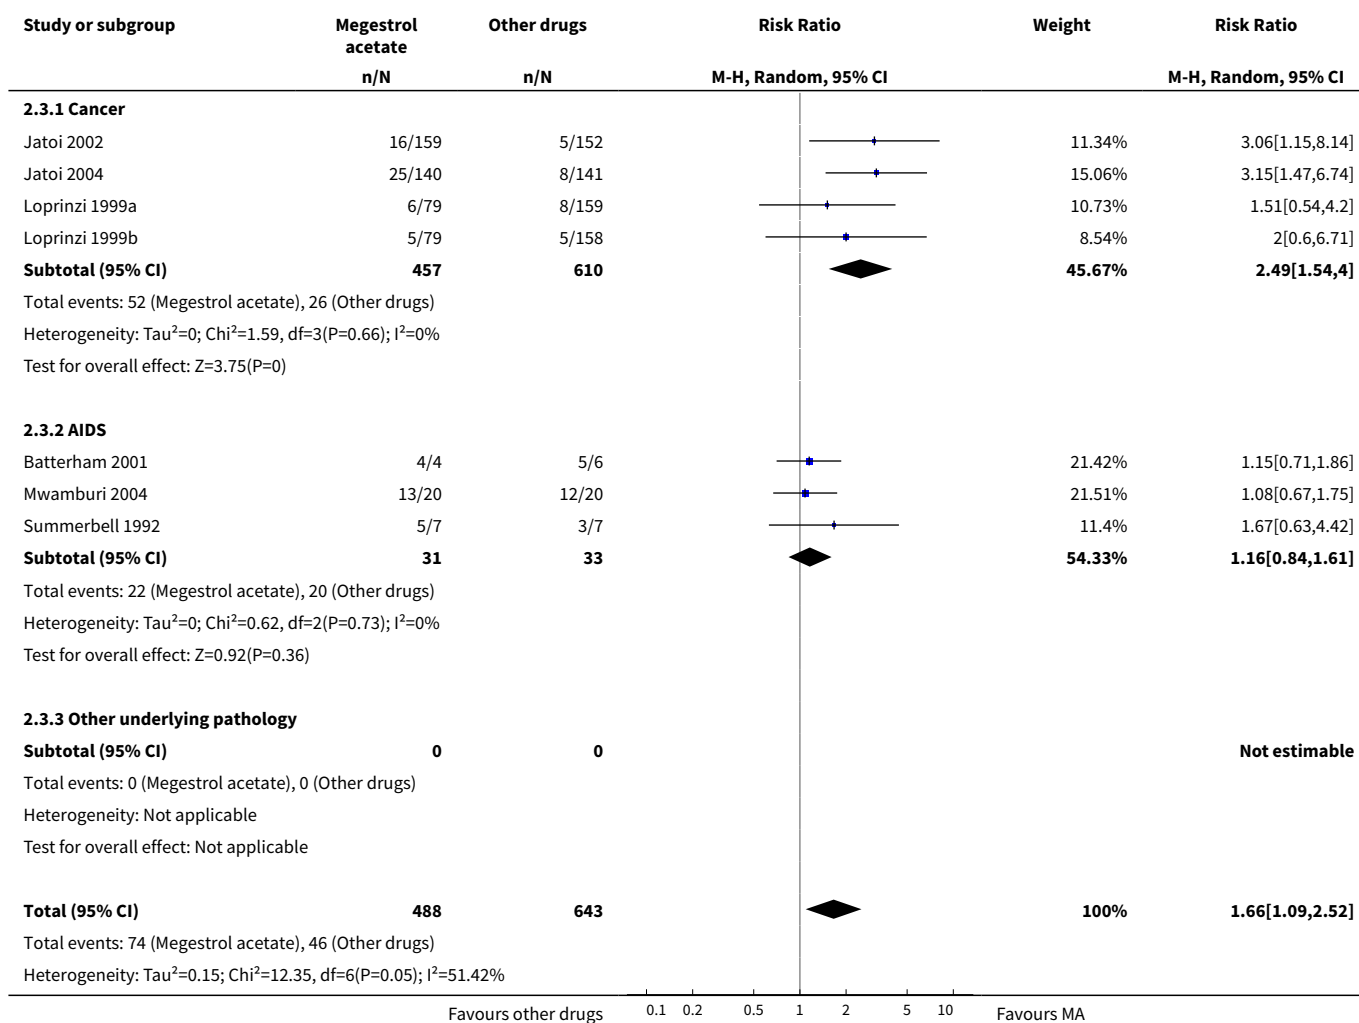 Study or subgroup Megestrol acetate Other drugs Risk Ratio Weight Risk Ratio
n/N n/N M-H, Random, 95% CI M-H, Random, 95% CI
2.3.1 Cancer
Jatoi 2002 16/159 5/152 11.34% 3.06[1.15,8.14]
Jatoi 2004 25/140 8/141 15.06% 3.15[1.47,6.74]
Loprinzi 1999a 6/79 8/159 10.73% 1.51[0.54,4.2]
Loprinzi 1999b 5/79 5/158 8.54% 2[0.6,6.71]
Subtotal (95% CI) 457 610 45.67% 2.49[1.54,4]
Total events: 52 (Megestrol acetate), 26 (Other drugs)
Heterogeneity: Tau²=0; Chi²=1.59, df=3(P=0.66); I²=0%
Test for overall effect: Z=3.75(P=0)
2.3.2 AIDS
Batterham 2001 4/4 5/6 21.42% 1.15[0.71,1.86]
Mwamburi 2004 13/20 12/20 21.51% 1.08[0.67,1.75]
Summerbell 1992 5/7 3/7 11.4% 1.67[0.63,4.42]
Subtotal (95% CI) 31 33 54.33% 1.16[0.84,1.61]
Total events: 22 (Megestrol acetate), 20 (Other drugs)
Heterogeneity: Tau²=0; Chi²=0.62, df=2(P=0.73); I²=0%
Test for overall effect: Z=0.92(P=0.36)
2.3.3 Other underlying pathology
Subtotal (95% CI) 0 0 Not estimable
Total events: 0 (Megestrol acetate), 0 (Other drugs)
Heterogeneity: Not applicable
Test for overall effect: Not applicable
Total (95% CI) 488 643 100% 1.66[1.09,2.52]
Total events: 74 (Megestrol acetate), 46 (Other drugs)
Heterogeneity: Tau²=0.15; Chi²=12.35, df=6(P=0.05); I²=51.42%
Favours other drugs 0.1 0.2 0.5 1 2 5 10 Favours MA